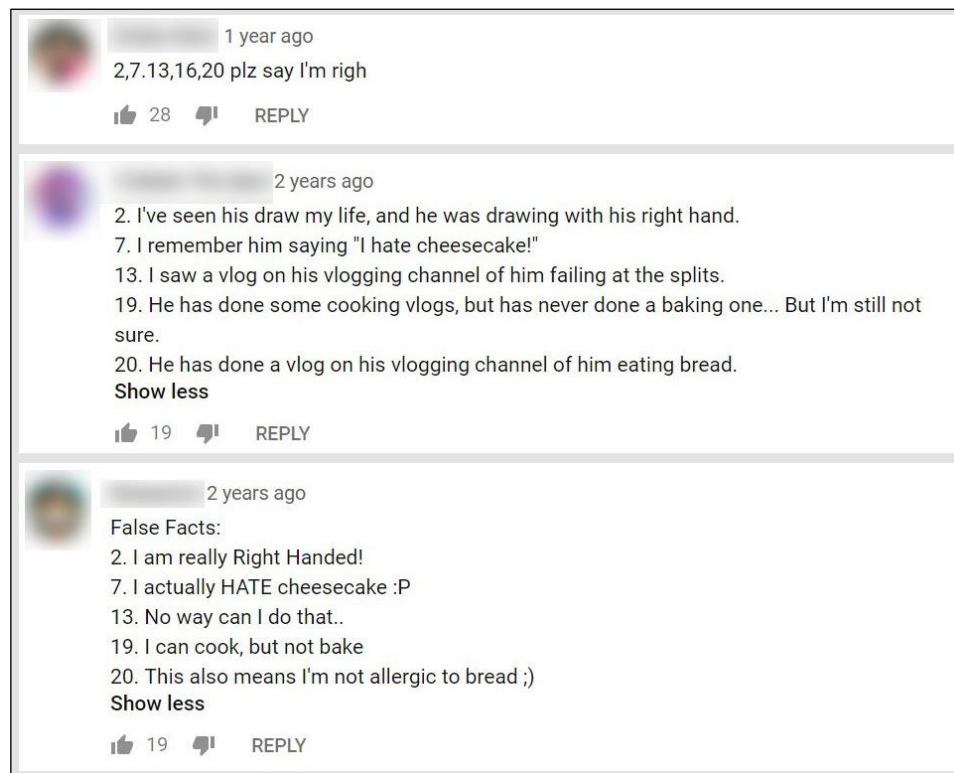 1 year ago
2,7.13,16,20 plz say I'm righ
28 REPLY
2 years ago
2. I've seen his draw my life, and he was drawing with his right hand.
7. I remember him saying "I hate cheesecake!"
13. I saw a vlog on his vlogging channel of him failing at the splits.
19. He has done some cooking vlogs, but has never done a baking one... But I'm still not
sure.
20. He has done a vlog on his vlogging channel of him eating bread.
Show less
19 REPLY
2 years ago
False Facts:
2. I am really Right Handed!
7. I actually HATE cheesecake :P
13. No way can I do that..
19. I can cook, but not bake
20. This also means I'm not allergic to bread ;)
Show less
19 REPLY